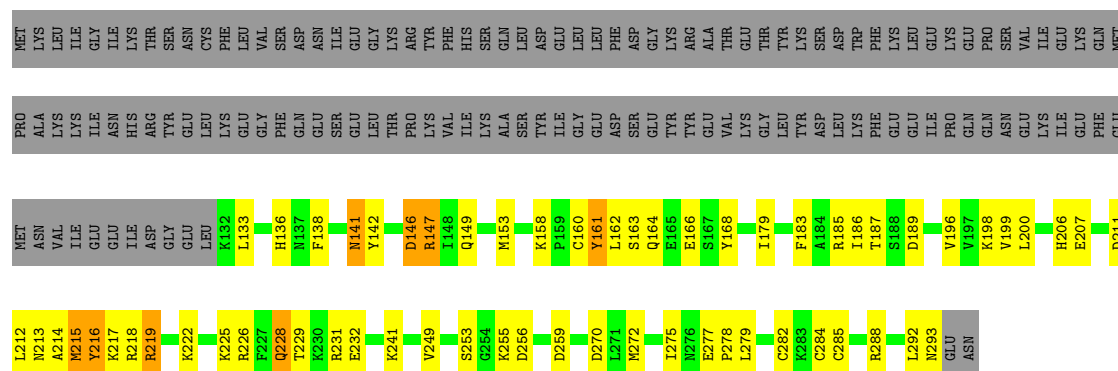 MET LYS LEU ILE GLY ILE LYS THR SER ASN CYS PHE LEU VAL SER ASP ASN ILE GLU GLY LYS ARG TYR PHE HIS SER GLN LEU ASP GLU LEU LEU PHE ASP GLY LYS ARG ALA THR GLU THR TYR LYS SER ASP TRP PHE LYS LEU GLU LYS GLU PRO SER VAL ILE GLU LYS GLN MET
PRO ALA LYS LYS ILE ASN HIS ARG TYR GLU LEU LYS GLU GLY PHE GLN GLU SER GLU LEU THR PRO LYS VAL ILE LYS ALA SER TYR ILE GLY GLU ASP SER GLU TYR TYR GLU VAL LYS GLY LEU TYR ASP LEU LYS PHE GLU GLU ILE PRO GLN GLN ASN GLU LYS ILE GLU PHE GLU
MET ASN VAL ILE GLU GLU ILE ASP GLY GLU LEU K132 L133 H136 N137 F138 N141 Y142 D146 R147 I148 Q149 M153 K158 P159 C160 Y161 L162 S163 Q164 E165 E166 S167 Y168 I179 F183 A184 R185 I186 T187 S188 D189 V196 V197 K198 V199 L200 H206 E207 D211
L212 N213 A214 M215 Y216 K217 R218 R219 K222 K225 R226 F227 Q228 T229 K230 R231 E232 K241 V249 S253 G254 K255 D256 D259 D270 L271 M272 I275 N276 E277 P278 L279 C282 K283 C284 C285 R288 L292 N293 GLU ASN